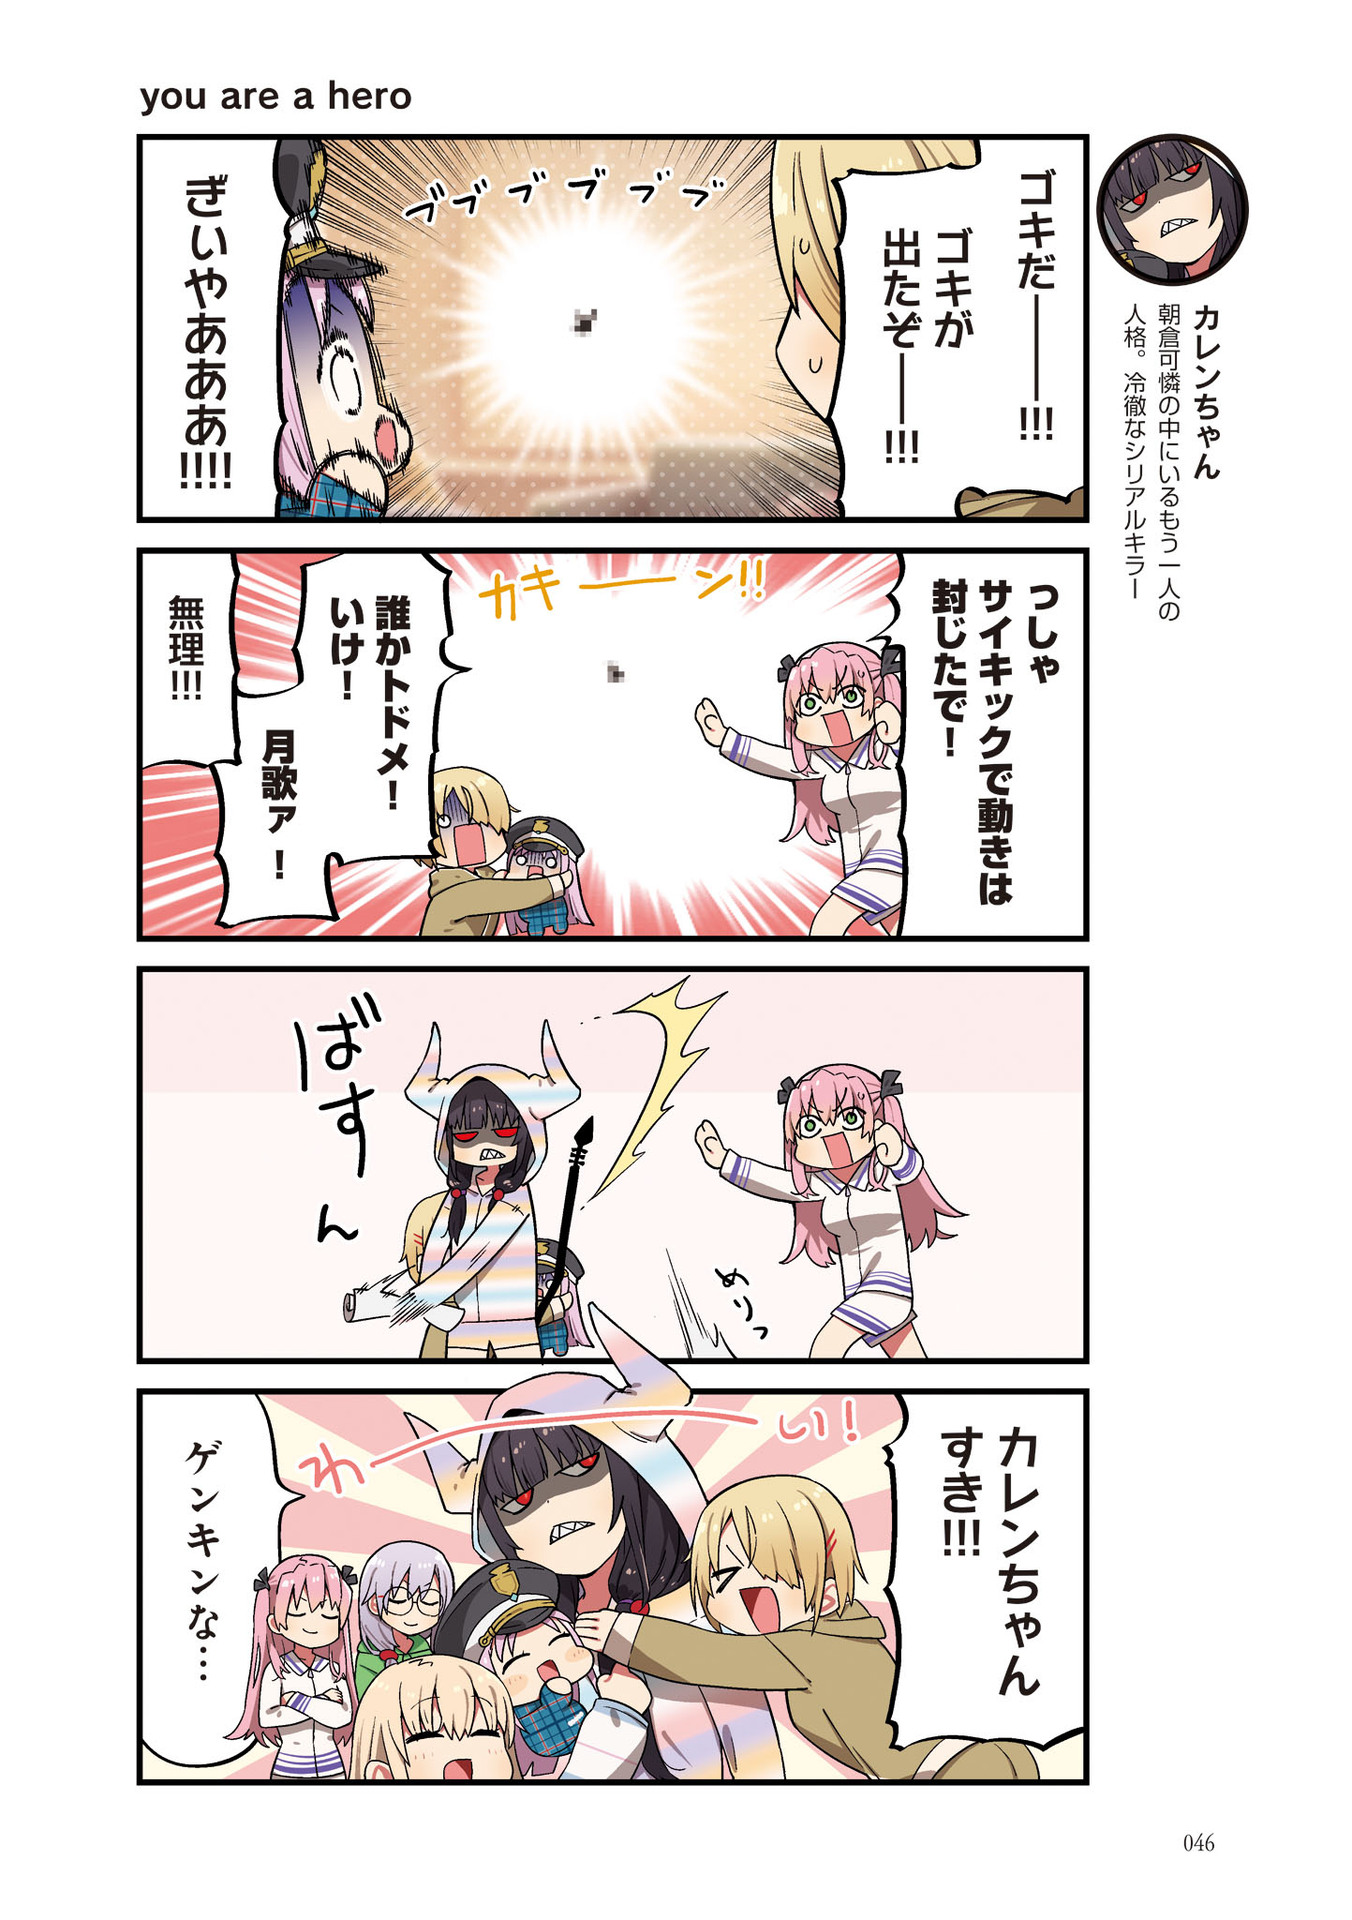 you are a hero
カレンちゃん
朝倉可憐の中にいるもう一人の
人格。冷徹なシリアルキラー
ゴキだ――!!!
ゴキが
出たぞ――!!!
ブブブブブブ
ぎぃやあああ!!!!
っしゃ
サイキックで動きは
封じたで!
カキーン!!
誰かトドメ!
いけ!
月歌ァ!
無理!!!
ばすん
めりっ
カレンちゃん
すき!!!
わーい!
ゲンキンな…
046